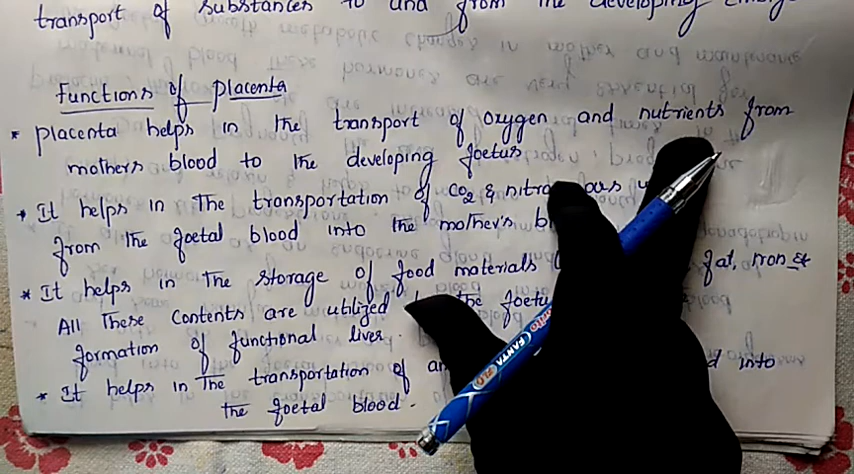 transport of substances to and from the developing
Functions of placenta
* placenta helps in the transport of oxygen and nutrients from
mothers blood to the developing foetus
* It helps in the transportation of CO2 & nitro
from the foetal blood into the mother's bl
* It helps in the storage of food materials fat, iron
All these contents are utilized the foetu
formation of functional liver.
* It helps in the transportation of an d into
the foetal blood.
FANTA